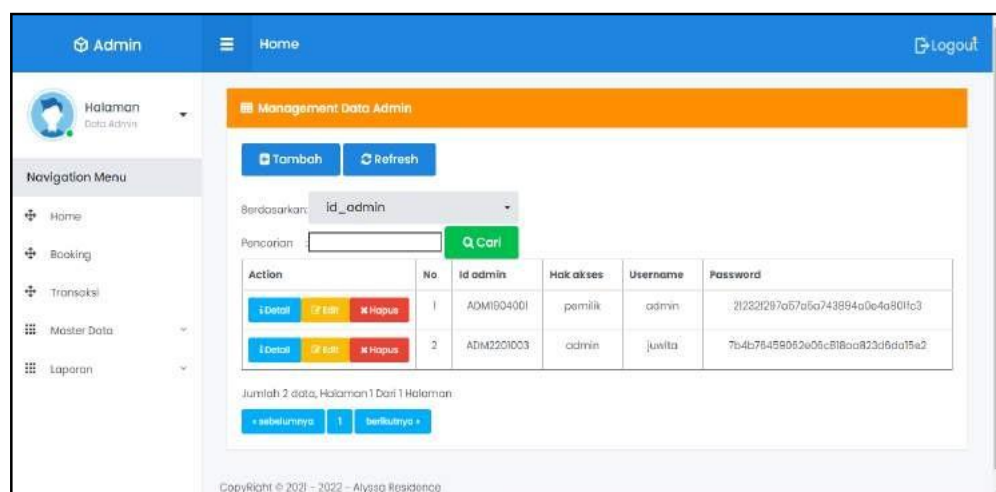 Admin
Home
Logout
Halaman
Data Admin
Navigation Menu
Home
Booking
Transaksi
Master Data
Laporan
Management Data Admin
Tambah
Refresh
Berdasarkan:
id_admin
Pencarian :
Cari
Action No Id admin Hak akses Username Password
Detail Edit Hapus 1 ADM1904001 pemilik admin
Detail Edit Hapus 2 ADM2201003 admin juwita
Jumlah 2 data, Halaman 1 Dari 1 Halaman
« sebelumnya 1 berikutnya »
CopyRight © 2021 - 2022 - Alyssa Residence